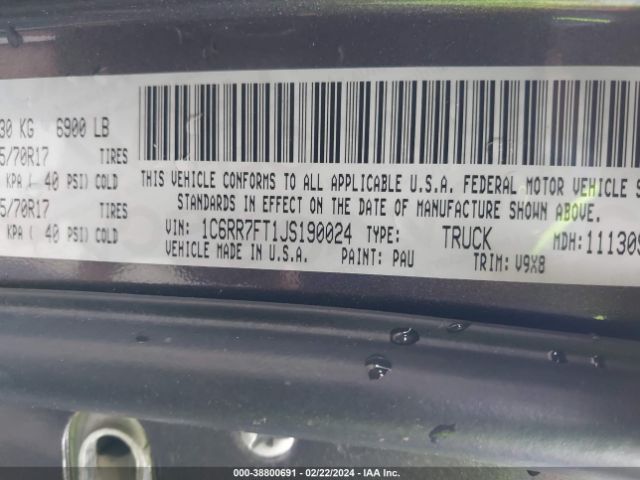 30 KG 6900 LB
5/70R17 TIRES
KPA ( 40 PSI) COLD
5/70R17 TIRES
KPA ( 40 PSI) COLD
THIS VEHICLE CONFORMS TO ALL APPLICABLE U.S.A. FEDERAL MOTOR VEHICLE S
STANDARDS IN EFFECT ON THE DATE OF MANUFACTURE SHOWN ABOVE.
VIN: 1C6RR7FT1JS190024 TYPE: TRUCK MDH: 111309
VEHICLE MADE IN U.S.A. PAINT: PAU TRIM: V9X8
000-38800691 - 02/22/2024 - IAA Inc.